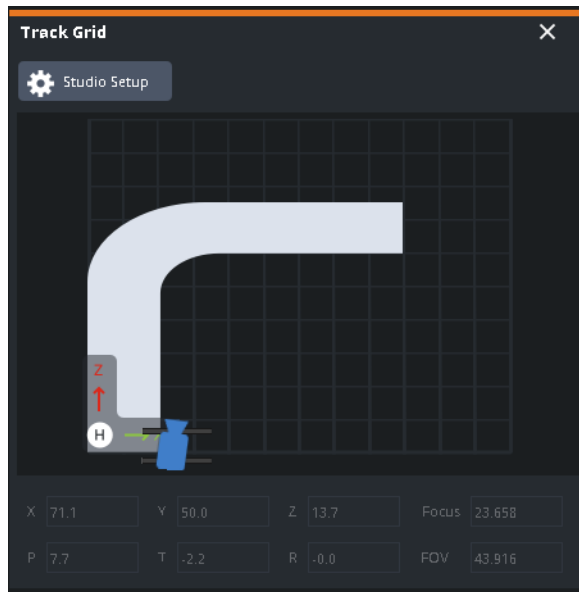 Track Grid
Studio Setup
Z
H
X 71.1 Y 50.0 Z 13.7 Focus 23.658
P 7.7 T -2.2 R -0.0 FOV 43.916